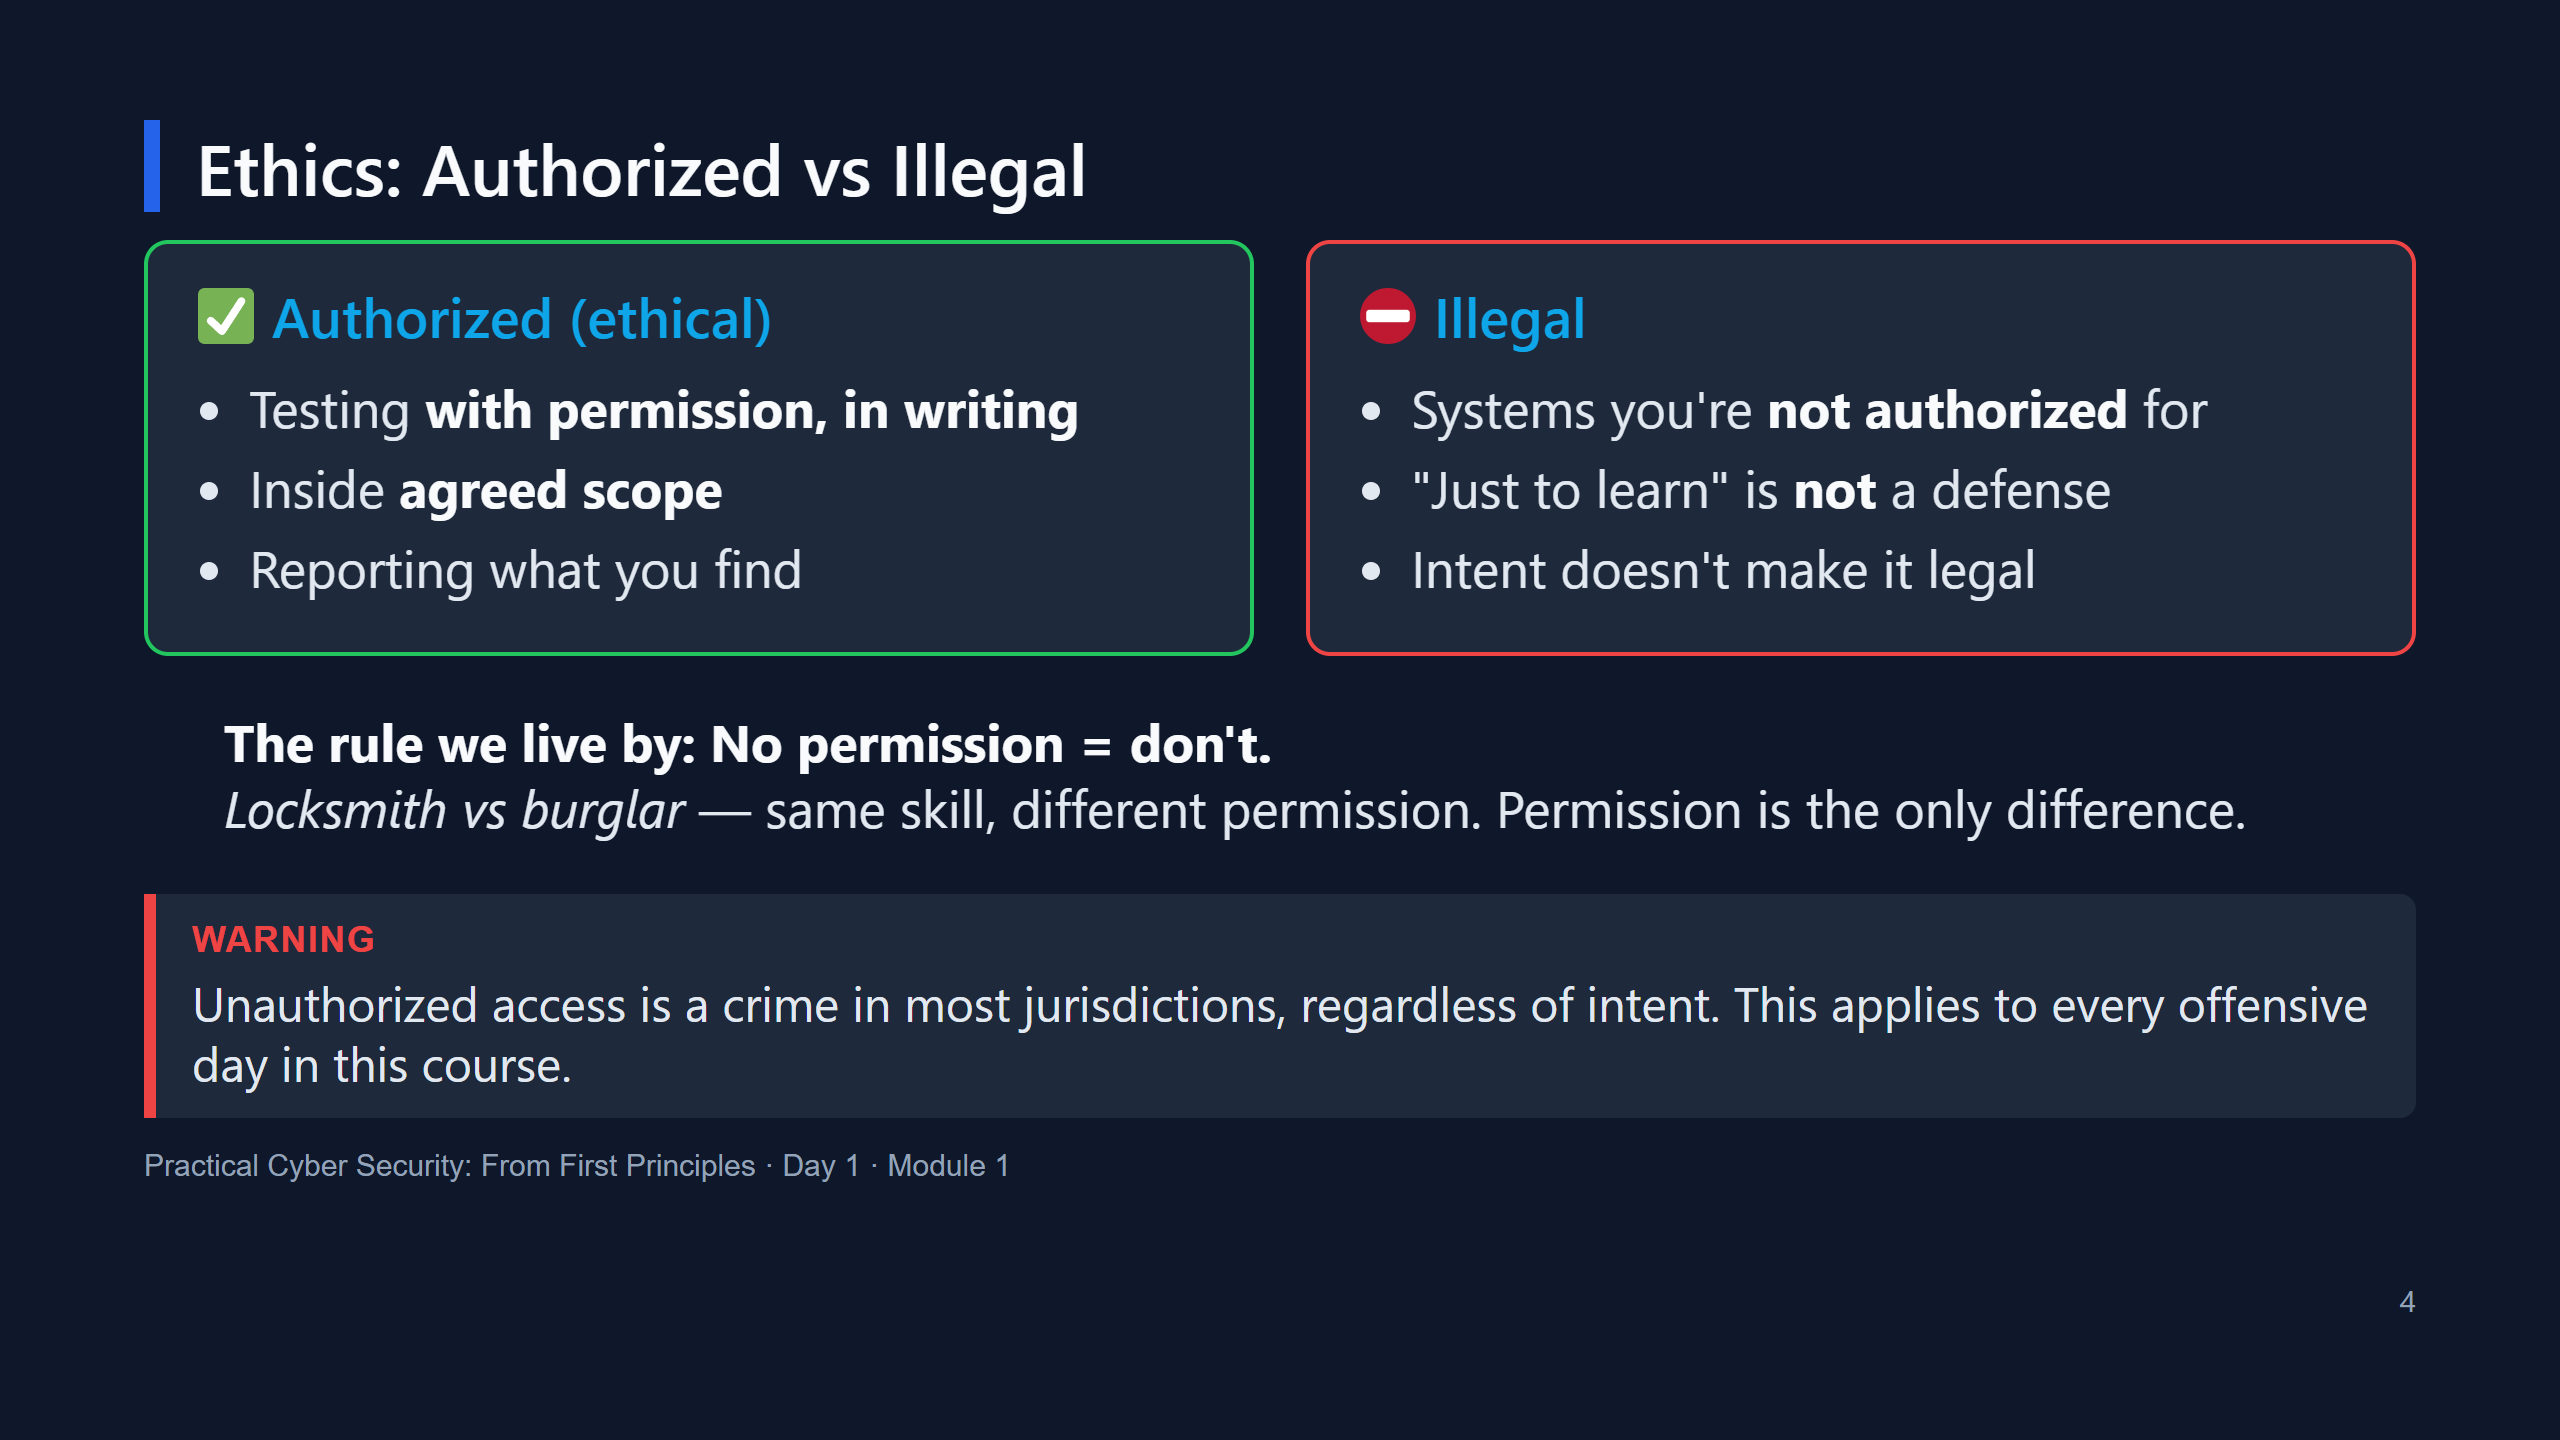 Ethics: Authorized vs Illegal
✅ Authorized (ethical)
• Testing with permission, in writing
• Inside agreed scope
• Reporting what you find
⛔ Illegal
• Systems you're not authorized for
• "Just to learn" is not a defense
• Intent doesn't make it legal
The rule we live by: No permission = don't.
Locksmith vs burglar — same skill, different permission. Permission is the only difference.
WARNING
Unauthorized access is a crime in most jurisdictions, regardless of intent. This applies to every offensive
day in this course.
Practical Cyber Security: From First Principles · Day 1 · Module 1
4